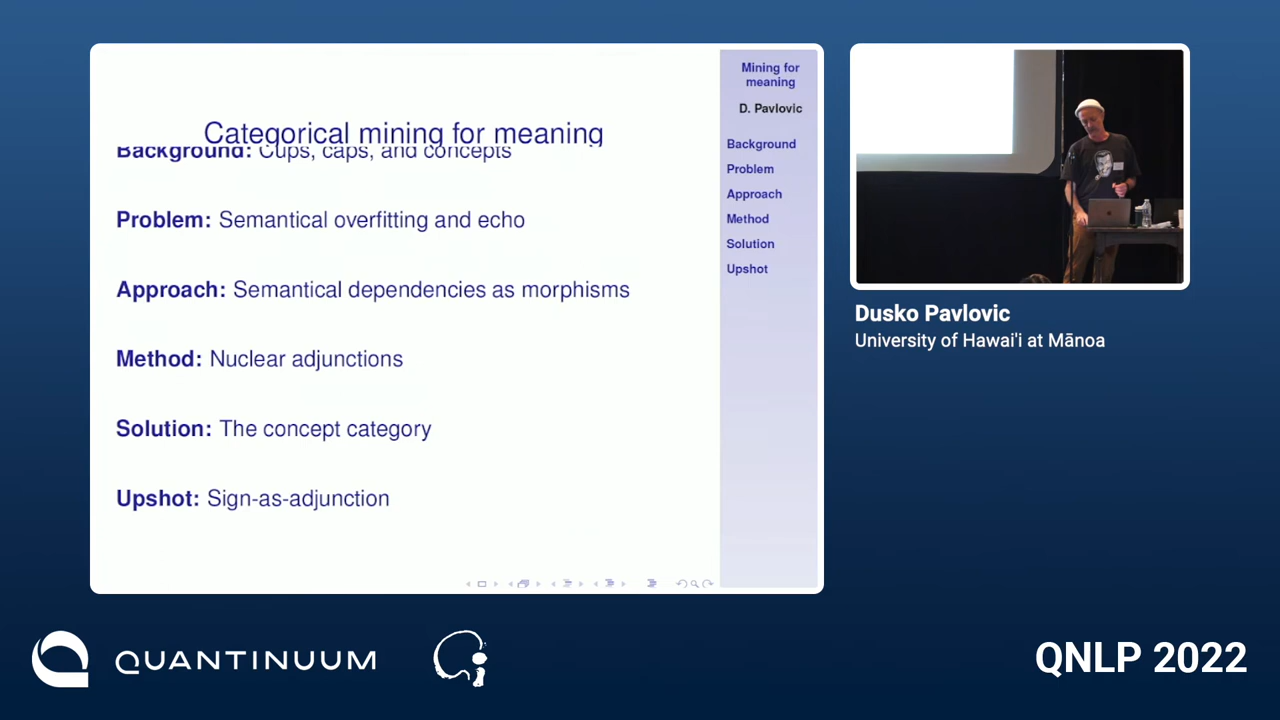 Categorical mining for meaning
Background: Cups, caps, and concepts
Problem: Semantical overfitting and echo
Approach: Semantical dependencies as morphisms
Method: Nuclear adjunctions
Solution: The concept category
Upshot: Sign-as-adjunction
Mining for
meaning
D. Pavlovic
Background
Problem
Approach
Method
Solution
Upshot
Dusko Pavlovic
University of Hawai'i at Mānoa
QUANTINUUM
QNLP 2022